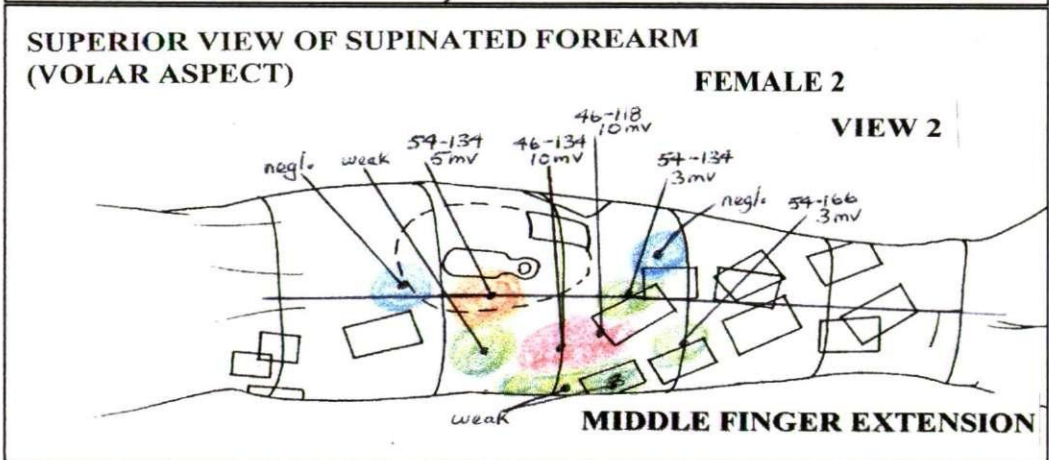 SUPERIOR VIEW OF SUPINATED FOREARM
(VOLAR ASPECT)
FEMALE 2
VIEW 2
negl.
weak
54-134
5mv
46-134
10mv
46-118
10mv
54-134
3mv
negl.
54-166
3mv
weak
MIDDLE FINGER EXTENSION